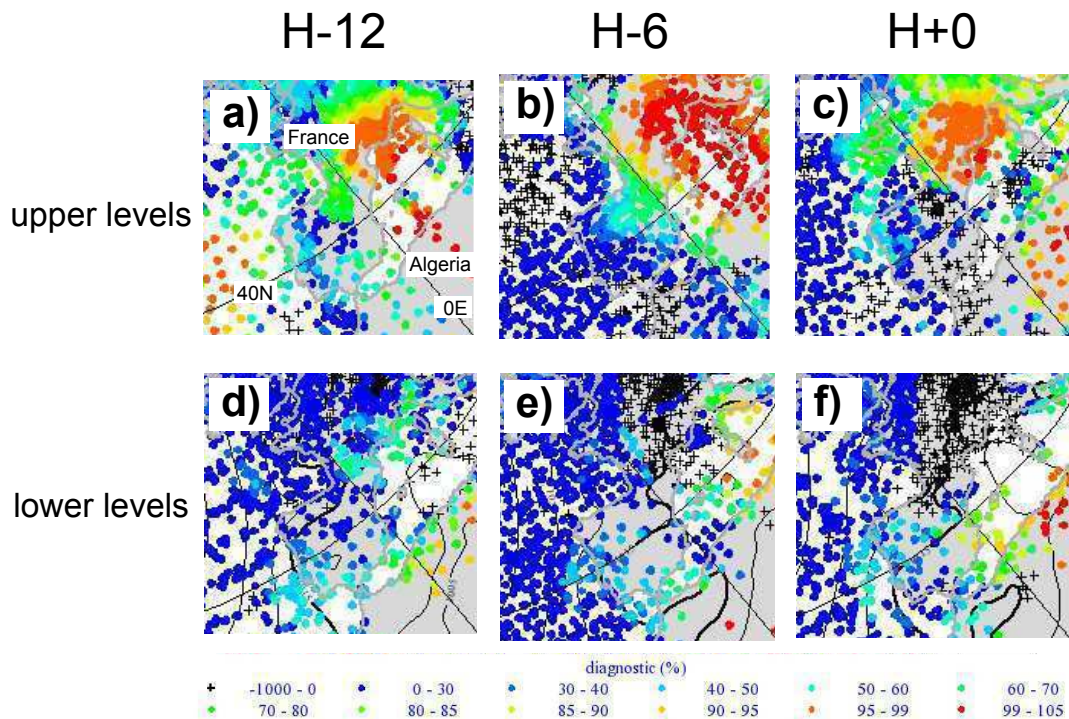 H-12 H-6 H+0
a) b) c)
France
upper levels
Algeria
40N
0E
d) e) f)
lower levels
diagnostic (%)
-1000 - 0 0 - 30 30 - 40 40 - 50 50 - 60 60 - 70
70 - 80 80 - 85 85 - 90 90 - 95 95 - 99 99 - 105